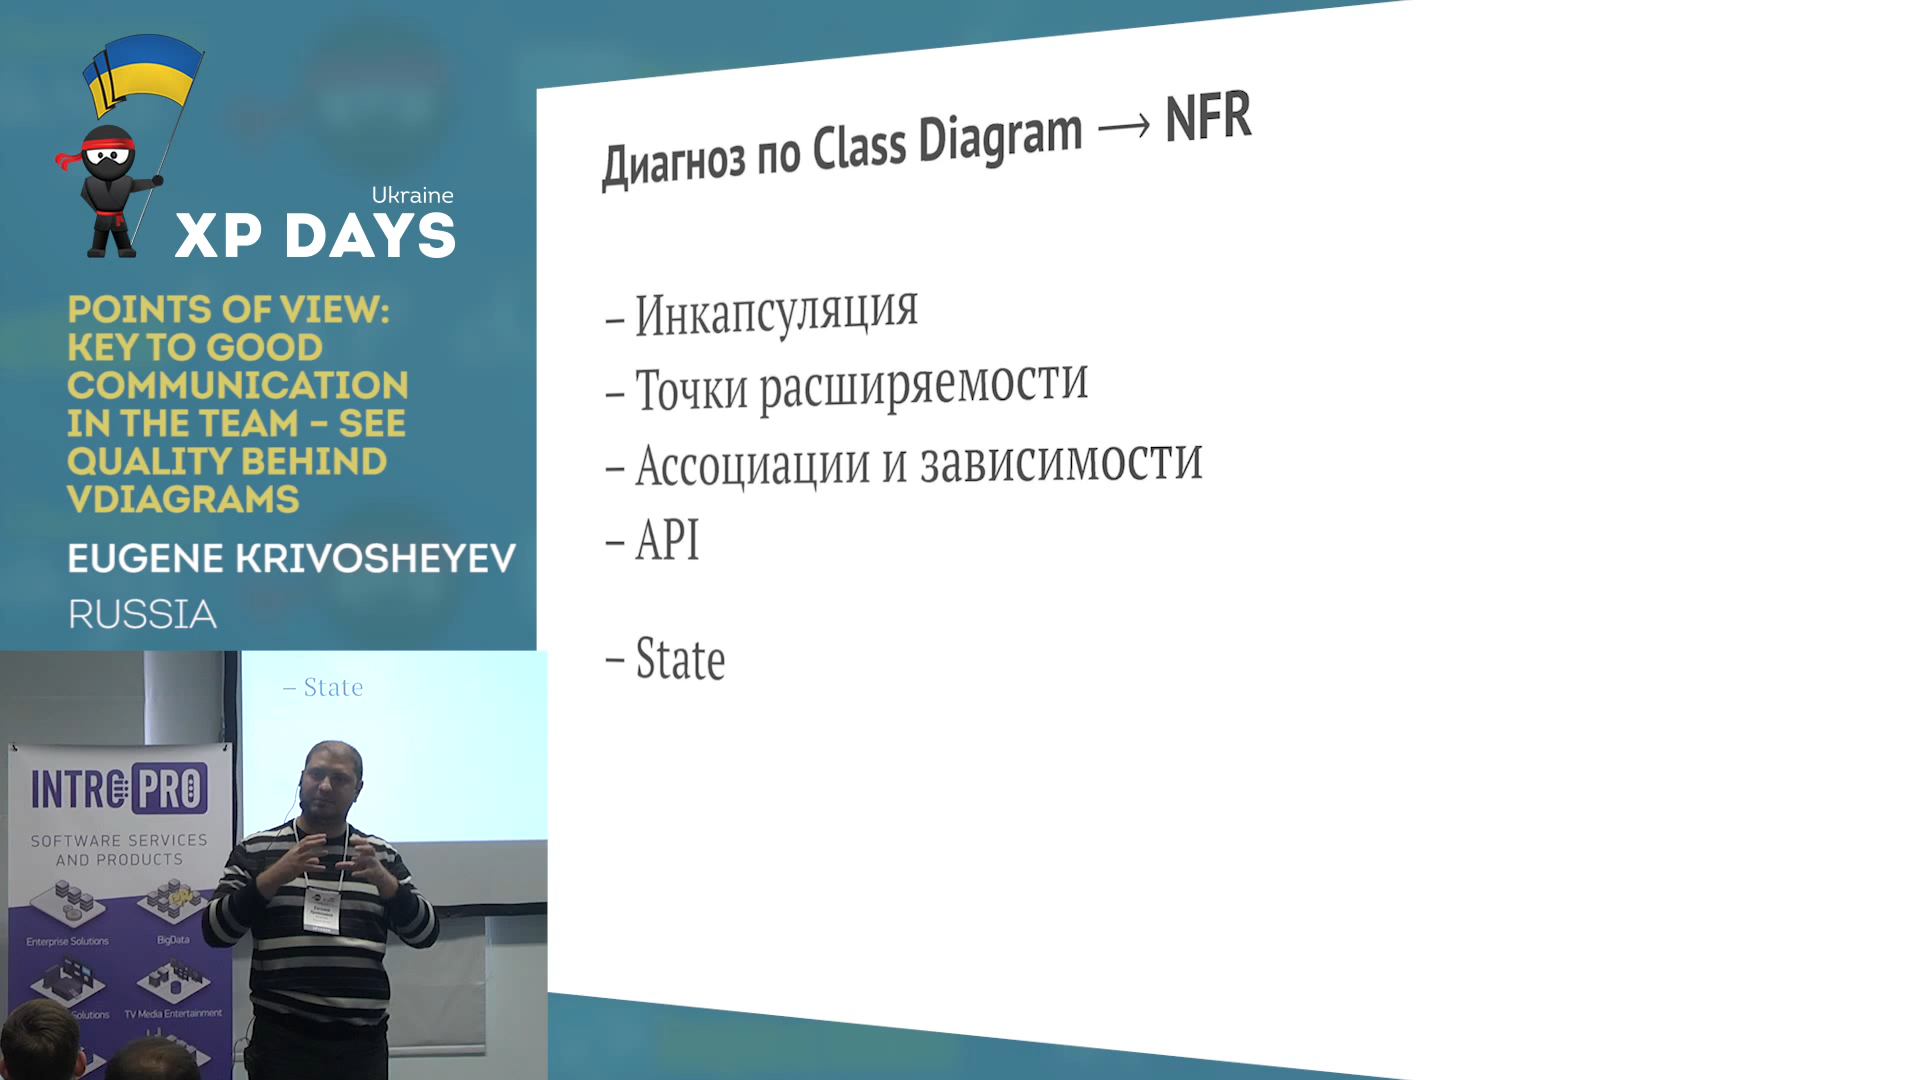 Ukraine
XP DAYS
POINTS OF VIEW:
KEY TO GOOD
COMMUNICATION
IN THE TEAM – SEE
QUALITY BEHIND
VDIAGRAMS
EUGENE KRIVOSHEYEV
RUSSIA
Диагноз по Class Diagram → NFR
– Инкапсуляция
– Точки расширяемости
– Ассоциации и зависимости
– API
– State
– State
INTRO PRO
SOFTWARE SERVICES
AND PRODUCTS
Enterprise Solutions
BigData
Solutions
TV Media Entertainment